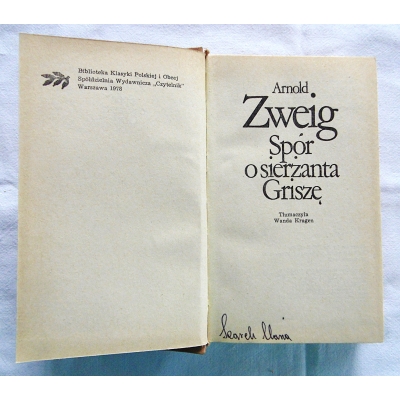 Biblioteka Klasyki Polskiej i Obcej
Spółdzielnia Wydawnicza „Czytelnik”
Warszawa 1978
Arnold
Zweig
Spór
o sierżanta
Griszę
Tłumaczyła
Wanda Kragen